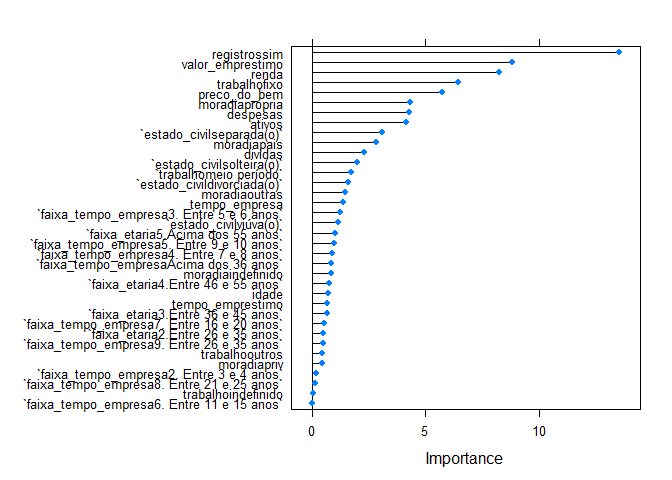 registrossim
valor_emprestimo
renda
trabalhofixo
preco_do_bem
moradiapropria
despesas
ativos
`estado_civilseparada(o)`
moradiapais
dividas
`estado_civilsolteira(o)`
`trabalhomeio período`
`estado_civildivorciada(o)`
moradiaoutras
tempo_empresa
`faixa_tempo_empresa3. Entre 5 e 6 anos`
`estado_civilviúva(o)`
`faixa_etaria5.Acima dos 55 anos`
`faixa_tempo_empresa5. Entre 9 e 10 anos`
`faixa_tempo_empresa4. Entre 7 e 8 anos`
`faixa_tempo_empresaAcima dos 36 anos`
moradiaindefinido
`faixa_etaria4.Entre 46 e 55 anos`
idade
tempo_emprestimo
`faixa_etaria3.Entre 36 e 45 anos`
`faixa_tempo_empresa7. Entre 16 e 20 anos`
`faixa_etaria2.Entre 26 e 35 anos`
`faixa_tempo_empresa9. Entre 26 e 35 anos`
trabalhooutros
moradiapriv
`faixa_tempo_empresa2. Entre 3 e 4 anos`
`faixa_tempo_empresa8. Entre 21 e 25 anos`
trabalhoindefinido
`faixa_tempo_empresa6. Entre 11 e 15 anos`
0 5 10
Importance